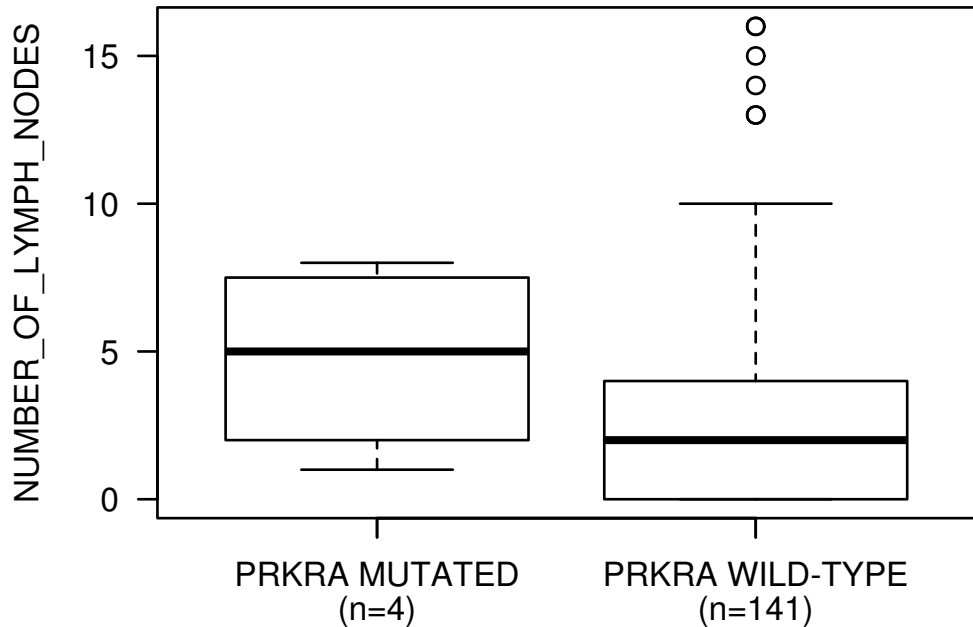 NUMBER_OF_LYMPH_NODES
15
10
5
0
PRKRA MUTATED
(n=4)
PRKRA WILD-TYPE
(n=141)